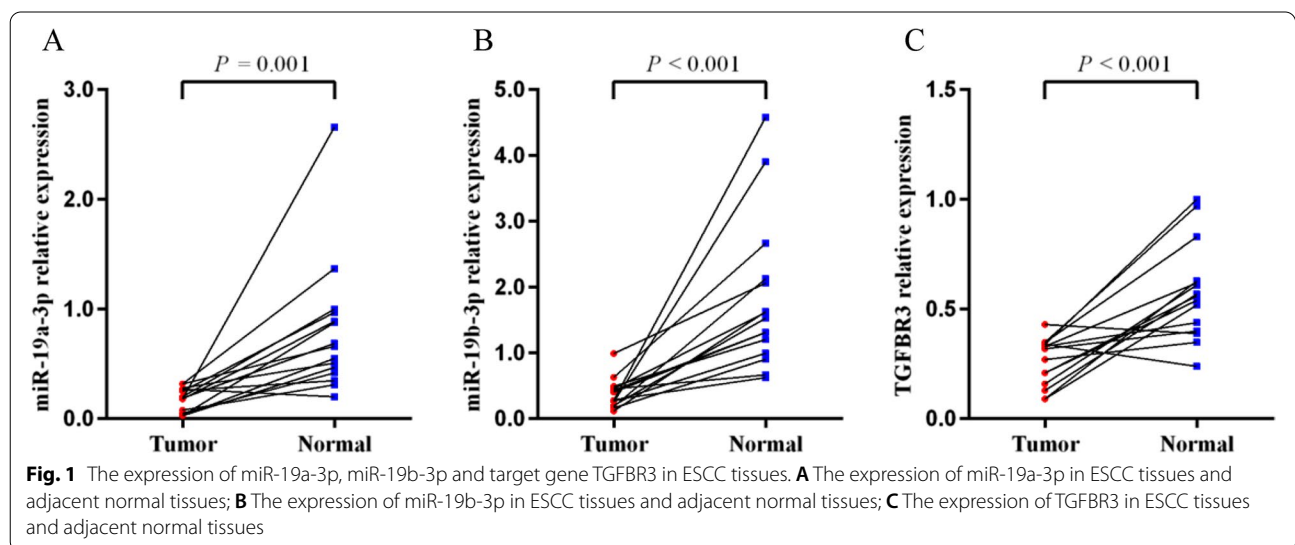 A
P = 0.001
miR-19a-3p relative expression
3.0
2.0
1.0
0.0
Tumor
Normal
B
P < 0.001
miR-19b-3p relative expression
5.0
4.0
3.0
2.0
1.0
0.0
Tumor
Normal
C
P < 0.001
TGFBR3 relative expression
1.5
1.0
0.5
0.0
Tumor
Normal
Fig. 1 The expression of miR-19a-3p, miR-19b-3p and target gene TGFBR3 in ESCC tissues. A The expression of miR-19a-3p in ESCC tissues and
adjacent normal tissues; B The expression of miR-19b-3p in ESCC tissues and adjacent normal tissues; C The expression of TGFBR3 in ESCC tissues
and adjacent normal tissues